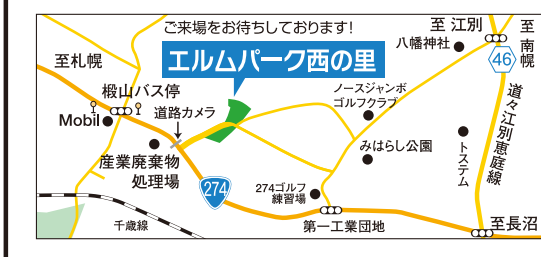 ご来場をお待ちしております!
エルムパーク西の里
至札幌
椴山バス停
Mobil
道路カメラ
産業廃棄物
処理場
274
千歳線
274ゴルフ
練習場
第一工業団地
ノースジャンボ
ゴルフクラブ
みはらし公園
八幡神社
至 江別
至 南幌
46
道々江別恵庭線
トステム
至長沼